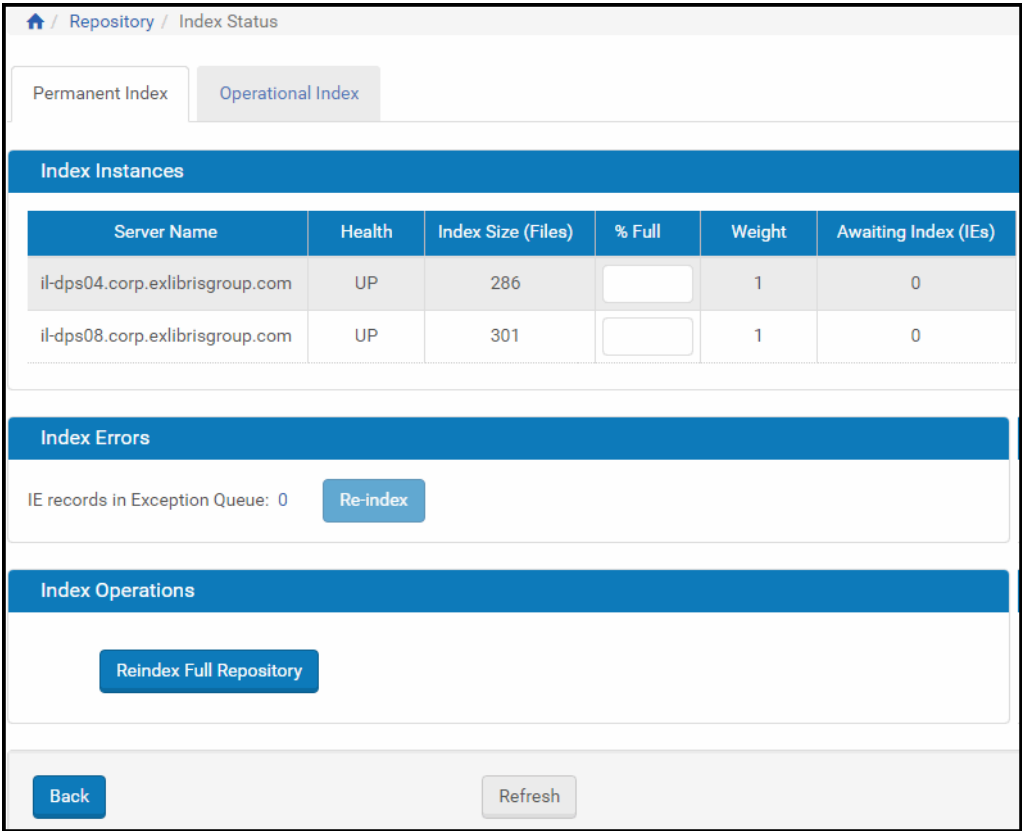 / Repository / Index Status
Permanent Index Operational Index
Index Instances
Server Name Health Index Size (Files) % Full Weight Awaiting Index (IEs)
il-dps04.corp.exlibrisgroup.com UP 286 1 0
il-dps08.corp.exlibrisgroup.com UP 301 1 0
Index Errors
IE records in Exception Queue: 0 Re-index
Index Operations
Reindex Full Repository
Back Refresh